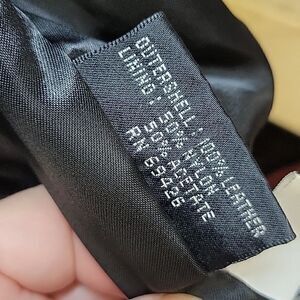 OUTERSHELL: 100% LEATHER
LINING: 50% NYLON
50% ACETATE
RN 69426